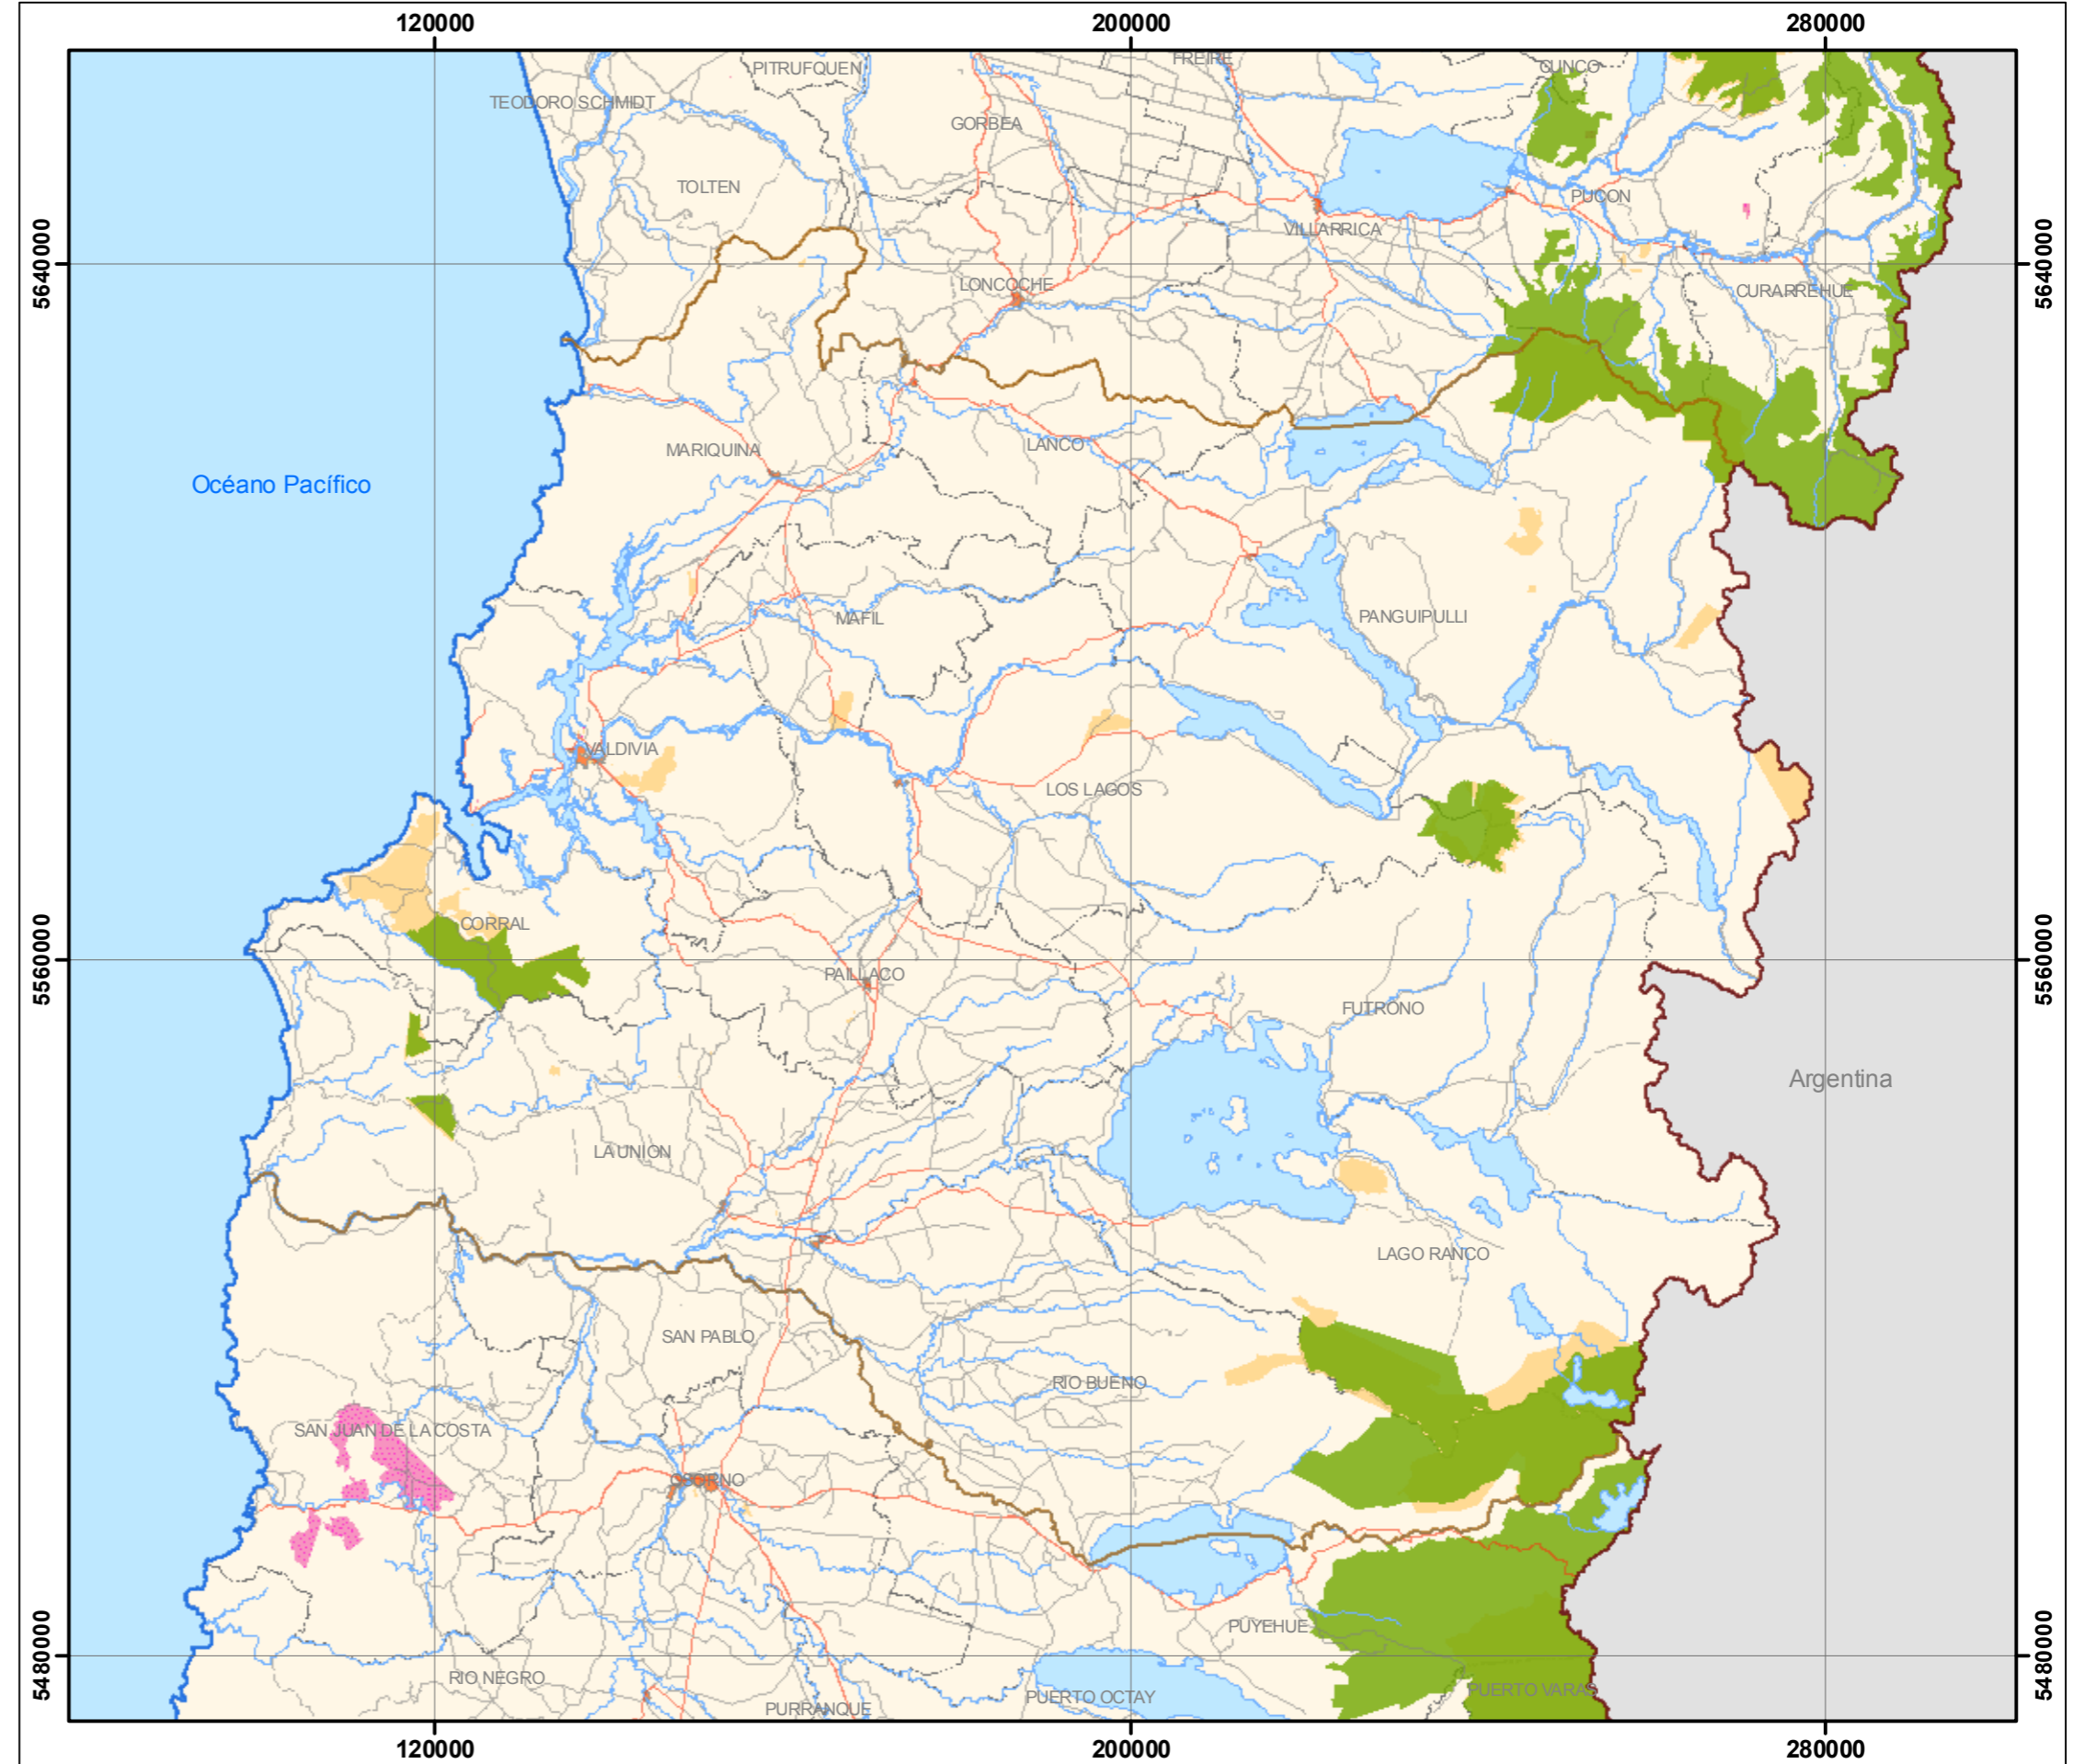 120000 200000 280000
FREIRE
PITRUFQUEN
CUNCO
TEODORO SCHMIDT
GORBEA
TOLTEN
PUCON
VILLARRICA
5640000
5640000
LONCOCHE
CURARREHUE
LANCO
MARIQUINA
Océano Pacífico
PANGUIPULLI
MAFIL
VALDIVIA
LOS LAGOS
CORRAL
5560000
5560000
PAILLACO
FUTRONO
Argentina
LA UNION
LAGO RANCO
SAN PABLO
RIO BUENO
SAN JUAN DE LA COSTA
OSORNO
PUYEHUE
5480000
5480000
RIO NEGRO
PUERTO VARAS
PUERTO OCTAY
PURRANQUE
120000 200000 280000